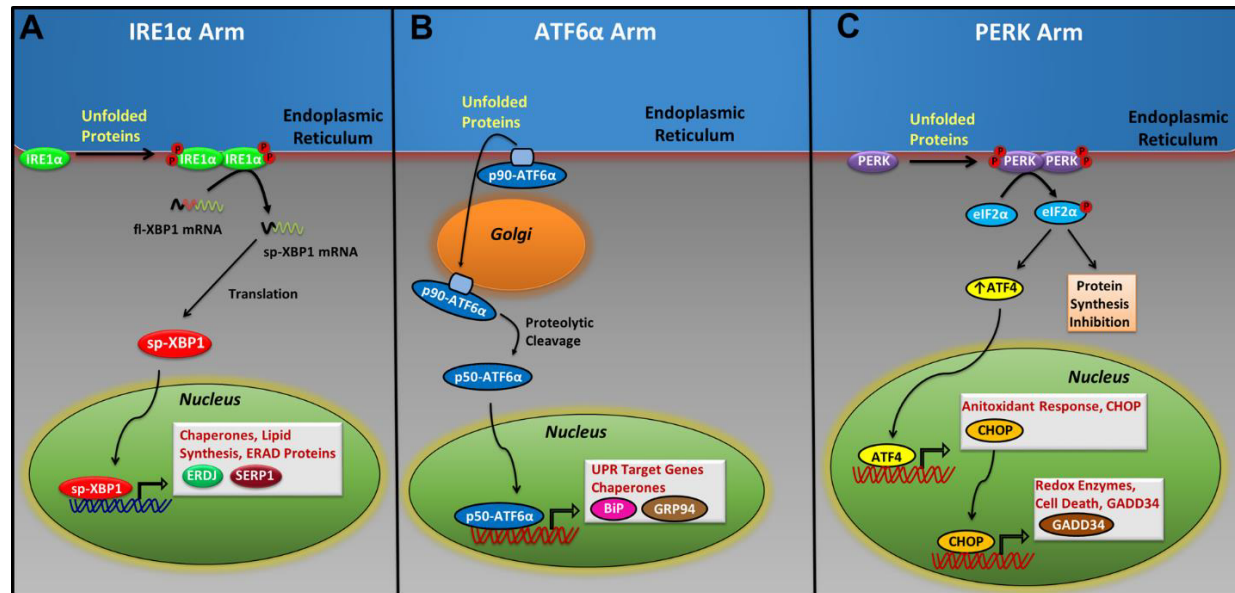 A
IRE1α Arm
Unfolded
Proteins
Endoplasmic
Reticulum
IRE1α
P
P
IRE1α
IRE1α
P
P
fl-XBP1 mRNA
sp-XBP1 mRNA
Translation
sp-XBP1
Nucleus
Chaperones, Lipid
Synthesis, ERAD Proteins
ERDJ
SERP1
sp-XBP1
B
ATF6α Arm
Unfolded
Proteins
Endoplasmic
Reticulum
p90-ATF6α
Golgi
p90-ATF6α
Proteolytic
Cleavage
p50-ATF6α
Nucleus
UPR Target Genes
Chaperones
BiP
GRP94
p50-ATF6α
C
PERK Arm
Unfolded
Proteins
Endoplasmic
Reticulum
PERK
P
P
PERK
PERK
P
P
eIF2α
eIF2α
P
↑ATF4
Protein
Synthesis
Inhibition
Nucleus
Anitoxidant Response, CHOP
CHOP
ATF4
Redox Enzymes,
Cell Death, GADD34
GADD34
CHOP